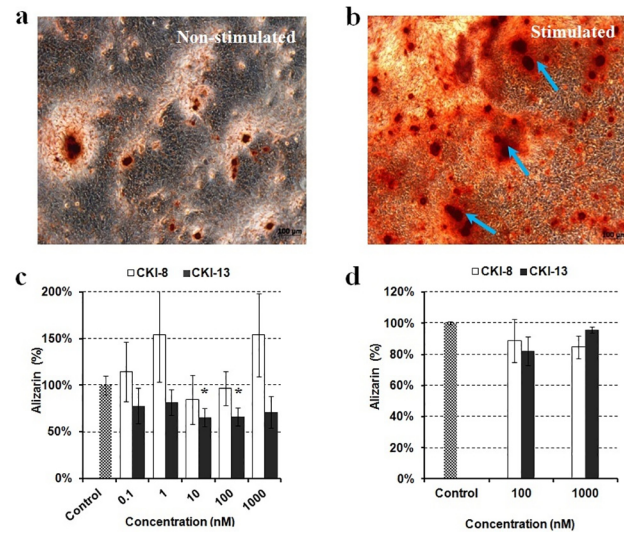 a
Non-stimulated
100 µm
b
Stimulated
100 µm
c
CKI-8 CKI-13
200%
150%
100%
50%
0%
Alizarin (%)
* *
Control 0.1 1 10 100 1000
Concentration (nM)
d
CKI-8 CKI-13
120%
100%
80%
60%
40%
20%
0%
Alizarin (%)
Control 100 1000
Concentration (nM)